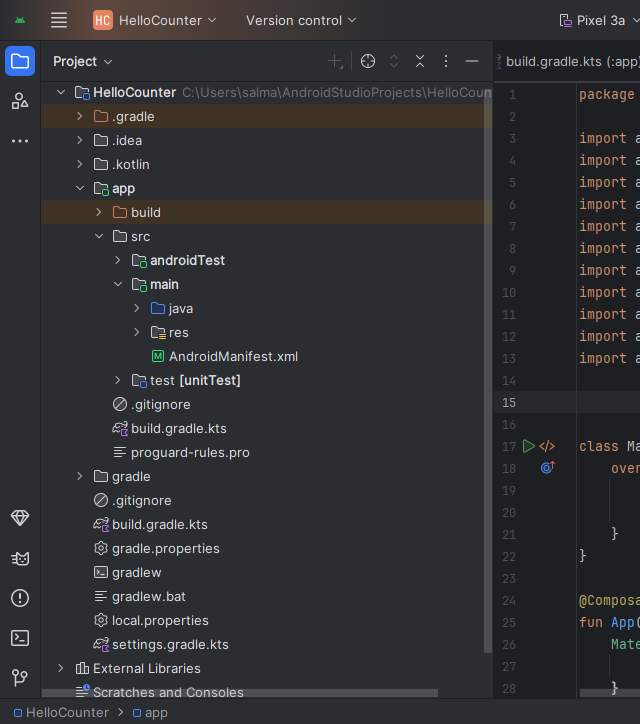 HC HelloCounter Version control Pixel 3a
Project
build.gradle.kts (:app)
HelloCounter C:\Users\salma\AndroidStudioProjects\HelloCoun
.gradle
.idea
.kotlin
app
build
src
androidTest
main
java
res
AndroidManifest.xml
test [unitTest]
.gitignore
build.gradle.kts
proguard-rules.pro
gradle
.gitignore
build.gradle.kts
gradle.properties
gradlew
gradlew.bat
local.properties
settings.gradle.kts
External Libraries
Scratches and Consoles
1 package
2
3 import a
4 import a
5 import a
6 import a
7 import a
8 import a
9 import a
10 import a
11 import a
12 import a
13 import a
14
15
16
17 class Ma
18 over
19
20
21 }
22 }
23
24 @Composa
25 fun App(
26 Mate
27
28 }
HelloCounter > app